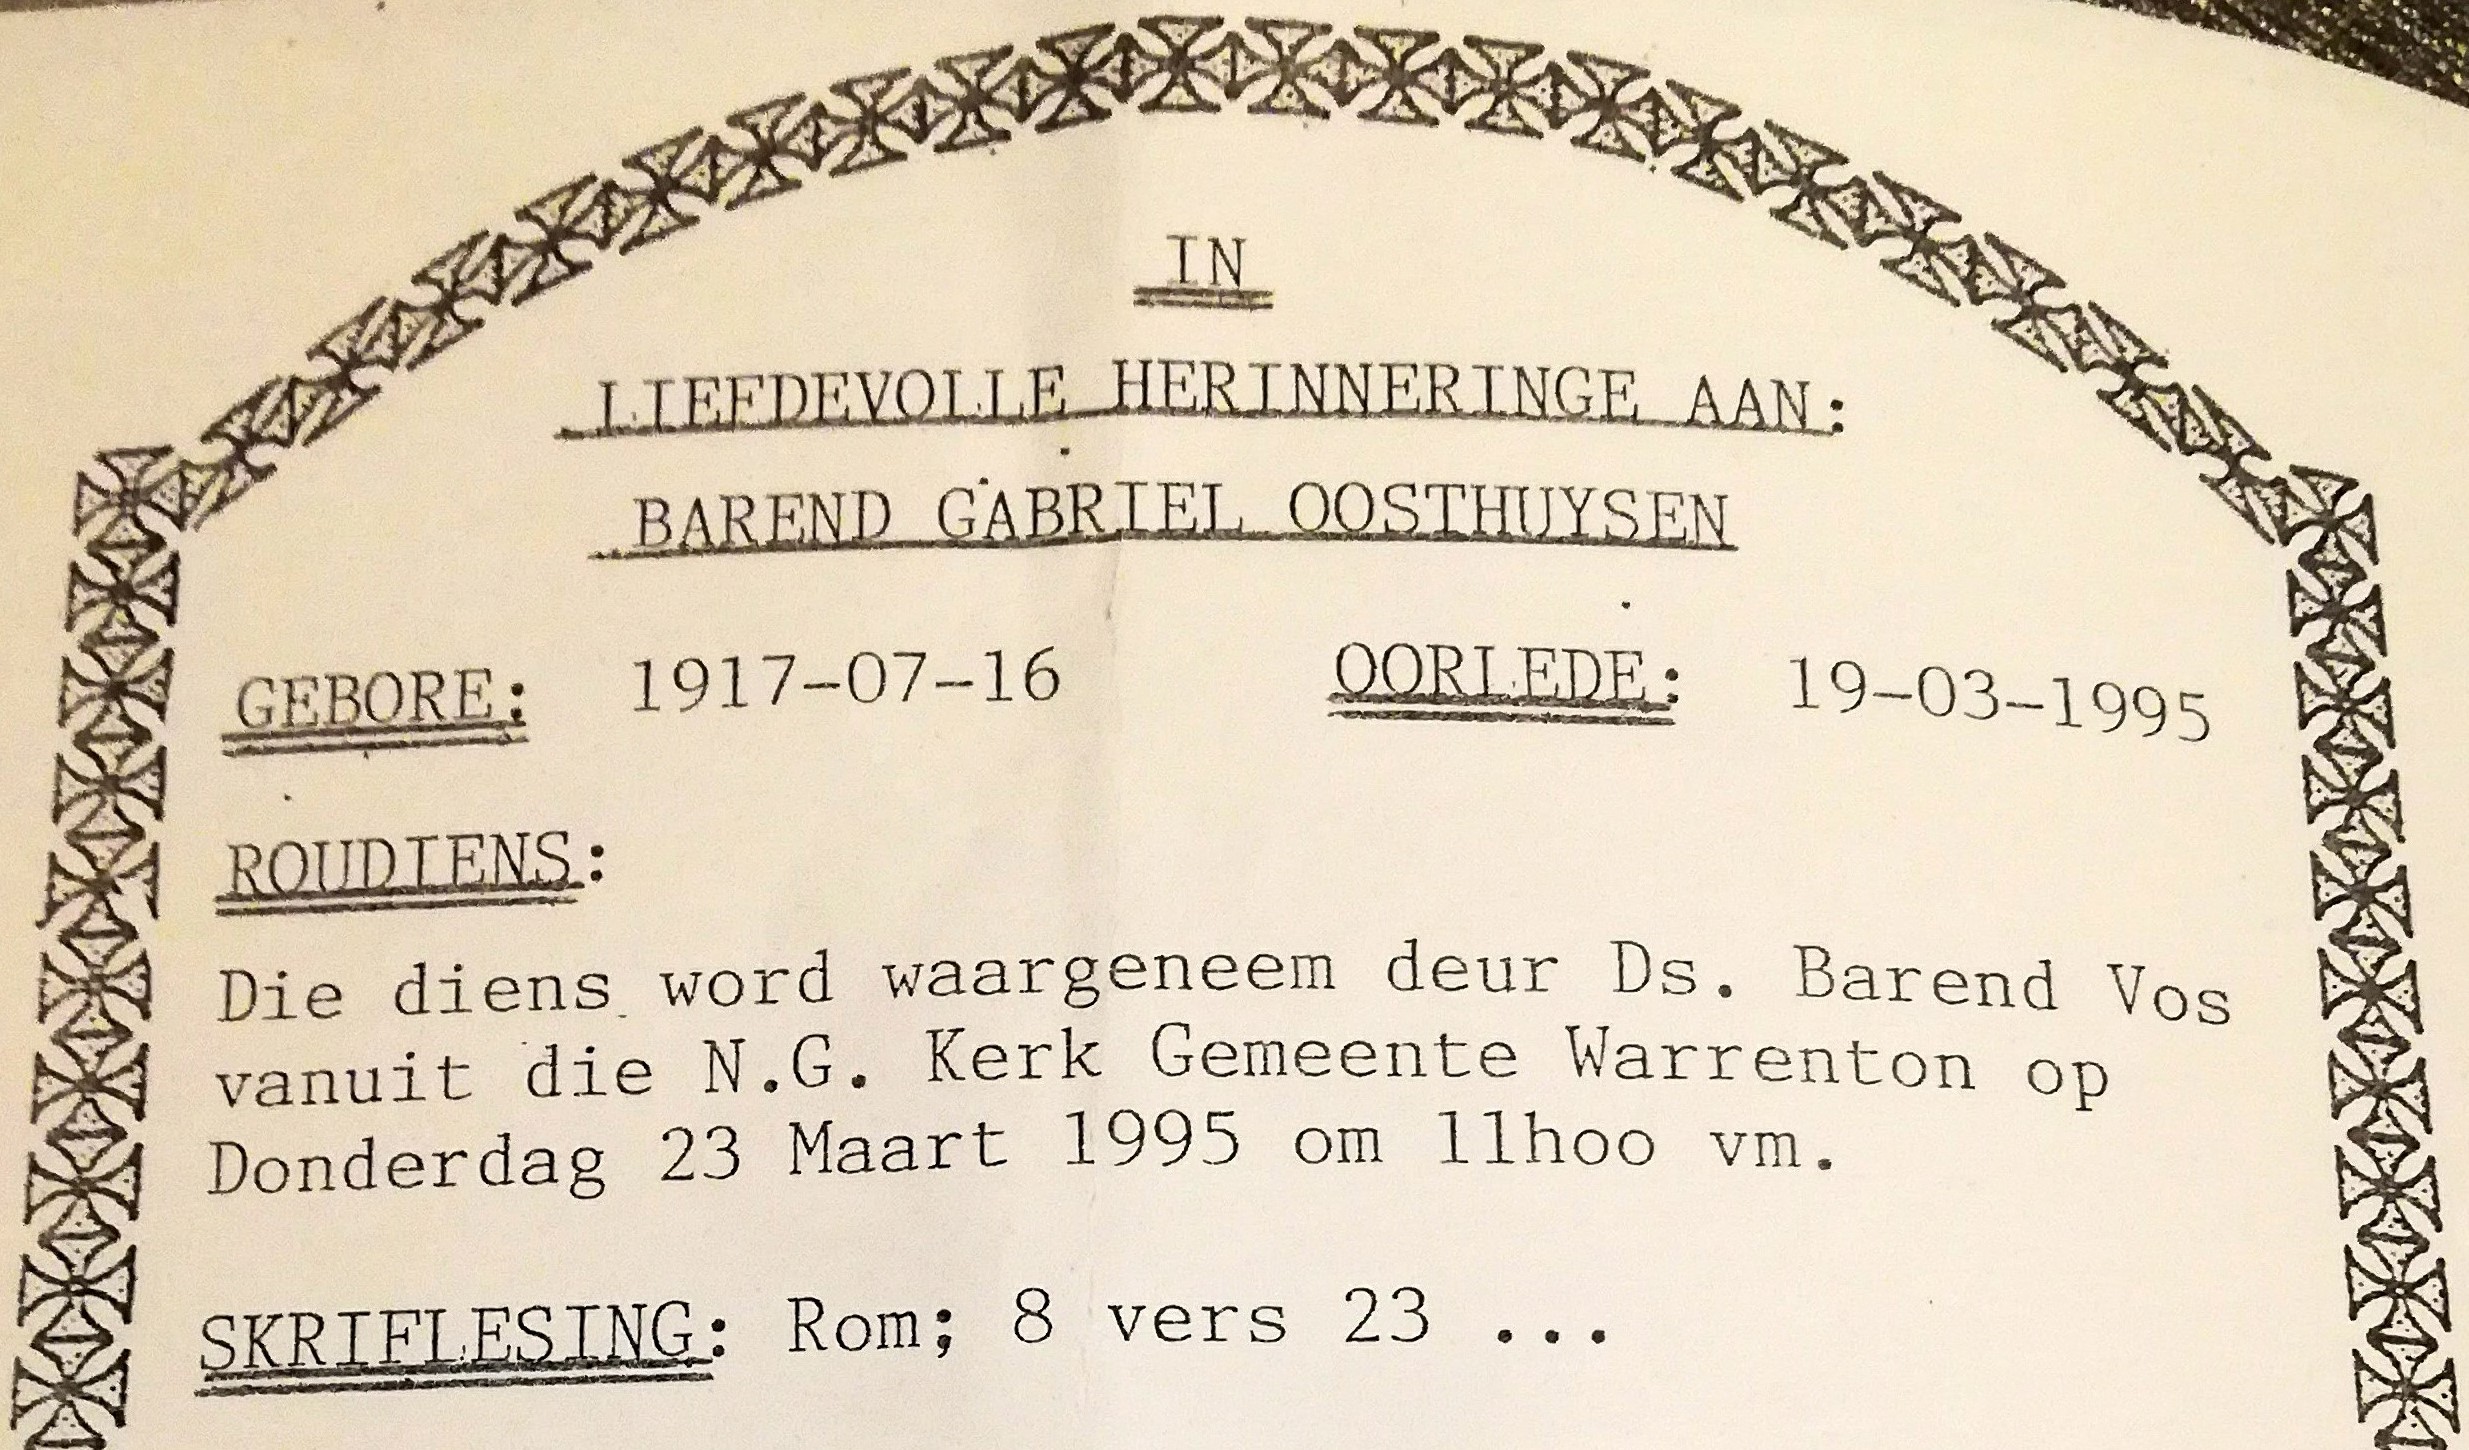 IN
LIEFDEVOLLE HERINNERINGE AAN:
BAREND GABRIEL OOSTHUYSEN
GEBORE: 1917-07-16 OORLEDE: 19-03-1995
ROUDIENS:
Die diens word waargeneem deur Ds. Barend Vos
vanuit die N.G. Kerk Gemeente Warrenton op
Donderdag 23 Maart 1995 om 11hoo vm.
SKRIFLESING: Rom; 8 vers 23 ...